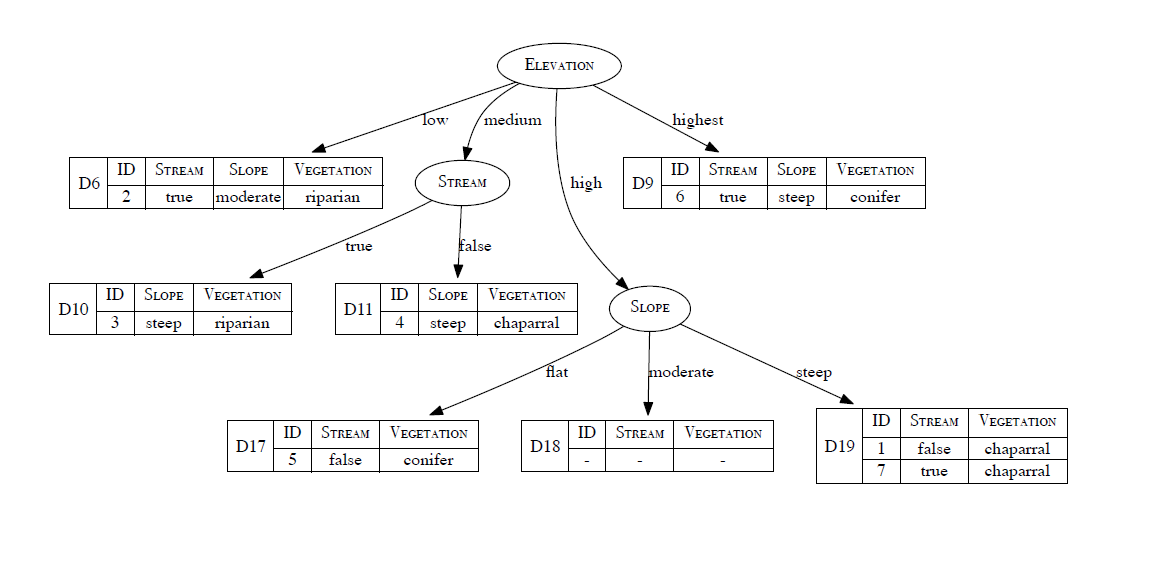 ELEVATION
low medium highest
high
D6
ID STREAM SLOPE VEGETATION
2 true moderate riparian
STREAM
D9
ID STREAM SLOPE VEGETATION
6 true steep conifer
true false
D10
ID SLOPE VEGETATION
3 steep riparian
D11
ID SLOPE VEGETATION
4 steep chaparral
SLOPE
flat moderate steep
D17
ID STREAM VEGETATION
5 false conifer
D18
ID STREAM VEGETATION
- - -
D19
ID STREAM VEGETATION
1 false chaparral
7 true chaparral